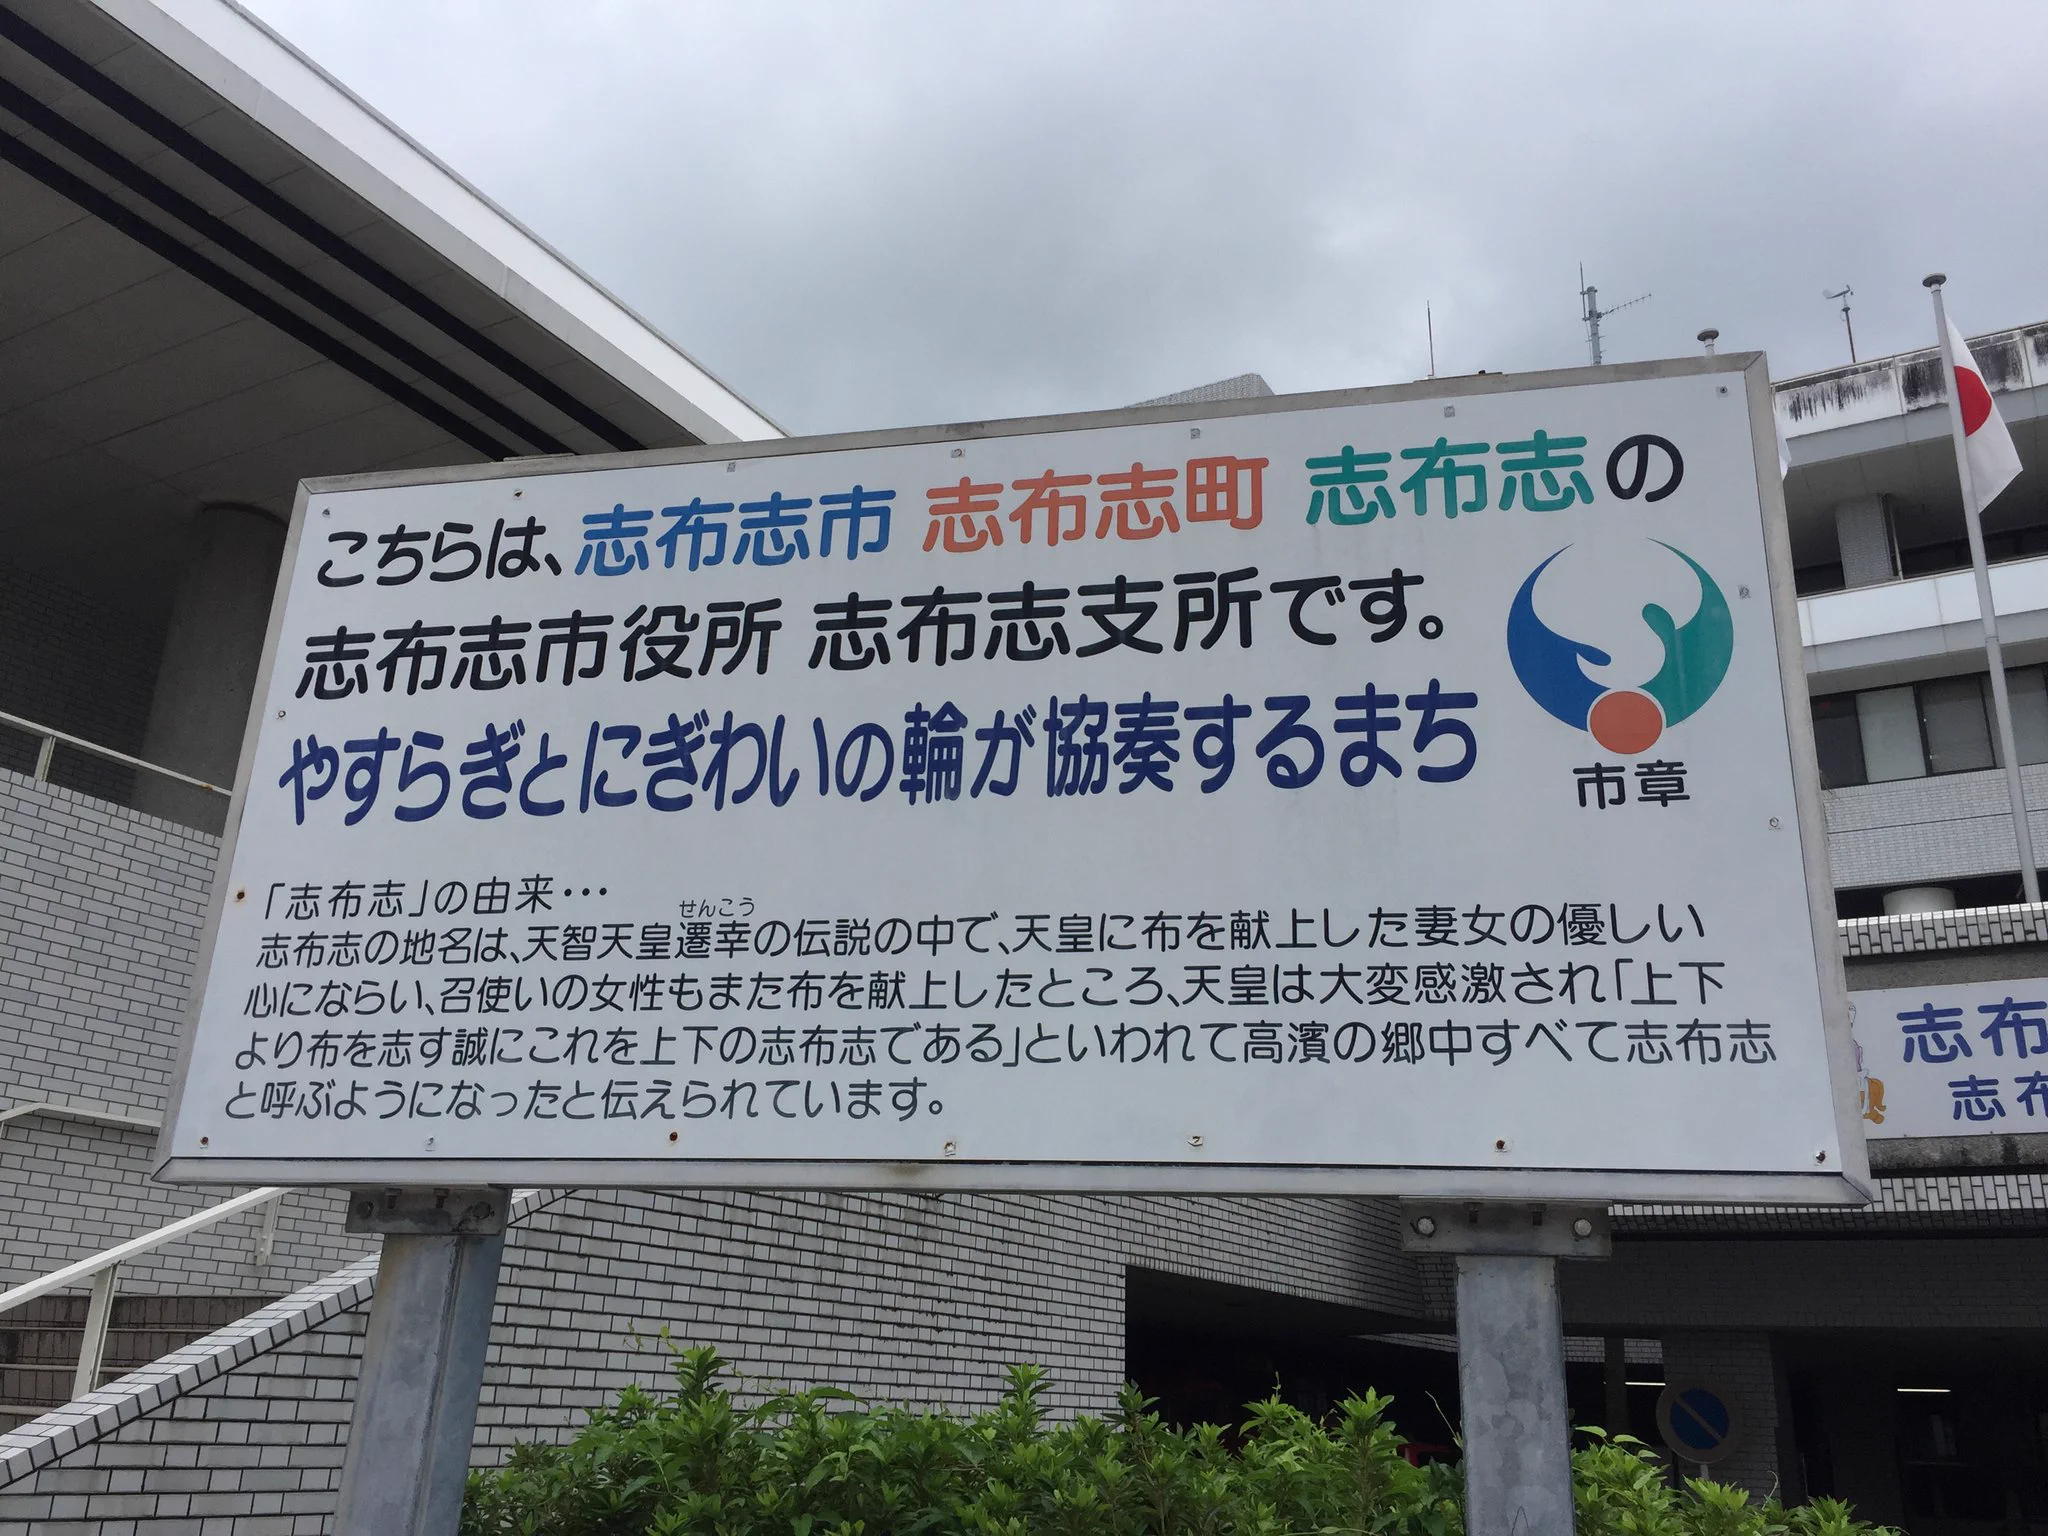 こちらは、志布志市 志布志町 志布志の
志布志市役所 志布志支所です。
やすらぎとにぎわいの輪が協奏するまち
市章
「志布志」の由来･･･
せんこう
志布志の地名は、天智天皇遷幸の伝説の中で、天皇に布を献上した妻女の優しい
心にならい、召使いの女性もまた布を献上したところ、天皇は大変感激され「上下
より布を志す誠にこれを上下の志布志である」といわれて高濱の郷中すべて志布志
と呼ぶようになったと伝えられています。
志布
志布